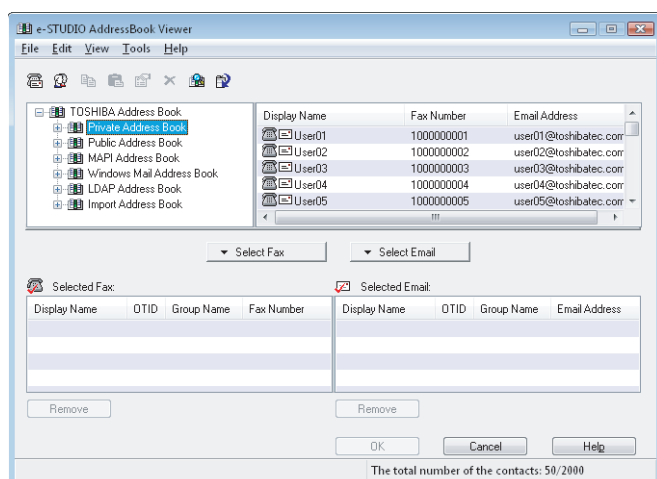 e-STUDIO AddressBook Viewer
File Edit View Tools Help
TOSHIBA Address Book
Private Address Book
Public Address Book
MAPI Address Book
Windows Mail Address Book
LDAP Address Book
Import Address Book
Display Name Fax Number Email Address
User01 1000000001 user01@toshibatec.com
User02 1000000002 user02@toshibatec.com
User03 1000000003 user03@toshibatec.com
User04 1000000004 user04@toshibatec.com
User05 1000000005 user05@toshibatec.com
Select Fax Select Email
Selected Fax: Selected Email:
Display Name OTID Group Name Fax Number Display Name OTID Group Name Email Address
Remove Remove
OK Cancel Help
The total number of the contacts: 50/2000